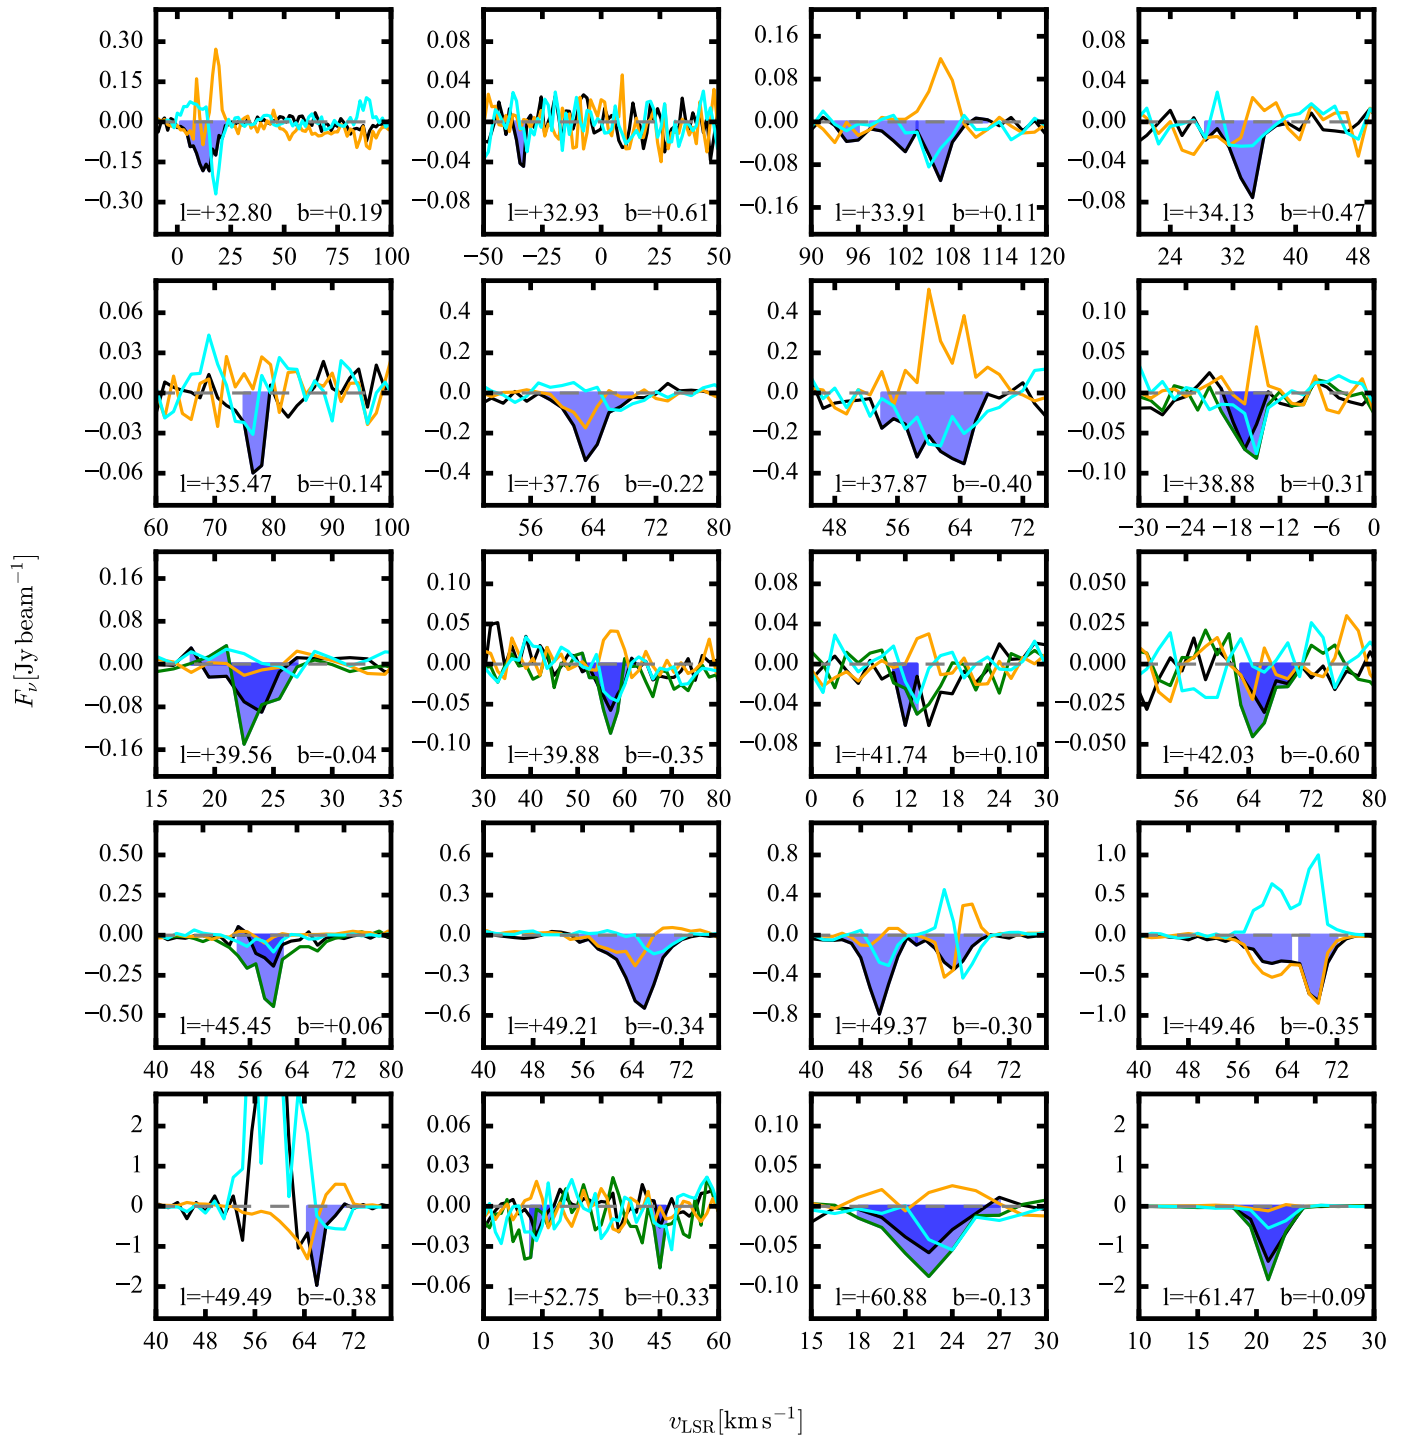 0.30
0.15
0.00
−0.15
−0.30
l=+32.80 b=+0.19
0 25 50 75 100
0.08
0.04
0.00
−0.04
−0.08
l=+32.93 b=+0.61
−50 −25 0 25 50
0.16
0.08
0.00
−0.08
−0.16
l=+33.91 b=+0.11
90 96 102 108 114 120
0.08
0.04
0.00
−0.04
−0.08
l=+34.13 b=+0.47
24 32 40 48
0.06
0.03
0.00
−0.03
−0.06
l=+35.47 b=+0.14
60 70 80 90 100
0.4
0.2
0.0
−0.2
−0.4
l=+37.76 b=-0.22
56 64 72 80
0.4
0.2
0.0
−0.2
−0.4
l=+37.87 b=-0.40
48 56 64 72
0.10
0.05
0.00
−0.05
−0.10
l=+38.88 b=+0.31
−30 −24 −18 −12 −6 0
0.16
0.08
0.00
−0.08
−0.16
l=+39.56 b=-0.04
15 20 25 30 35
0.10
0.05
0.00
−0.05
−0.10
l=+39.88 b=-0.35
30 40 50 60 70 80
0.08
0.04
0.00
−0.04
−0.08
l=+41.74 b=+0.10
0 6 12 18 24 30
0.050
0.025
0.000
−0.025
−0.050
l=+42.03 b=-0.60
56 64 72 80
0.50
0.25
0.00
−0.25
−0.50
l=+45.45 b=+0.06
40 48 56 64 72 80
0.6
0.3
0.0
−0.3
−0.6
l=+49.21 b=-0.34
40 48 56 64 72
0.8
0.4
0.0
−0.4
−0.8
l=+49.37 b=-0.30
40 48 56 64 72
1.0
0.5
0.0
−0.5
−1.0
l=+49.46 b=-0.35
40 48 56 64 72 80
2
1
0
−1
−2
l=+49.49 b=-0.38
40 48 56 64 72
0.06
0.03
0.00
−0.03
−0.06
l=+52.75 b=+0.33
0 15 30 45 60
0.10
0.05
0.00
−0.05
−0.10
l=+60.88 b=-0.13
15 18 21 24 27 30
2
1
0
−1
−2
l=+61.47 b=+0.09
10 15 20 25 30
Fν[Jy beam⁻¹]
vLSR[km s⁻¹]